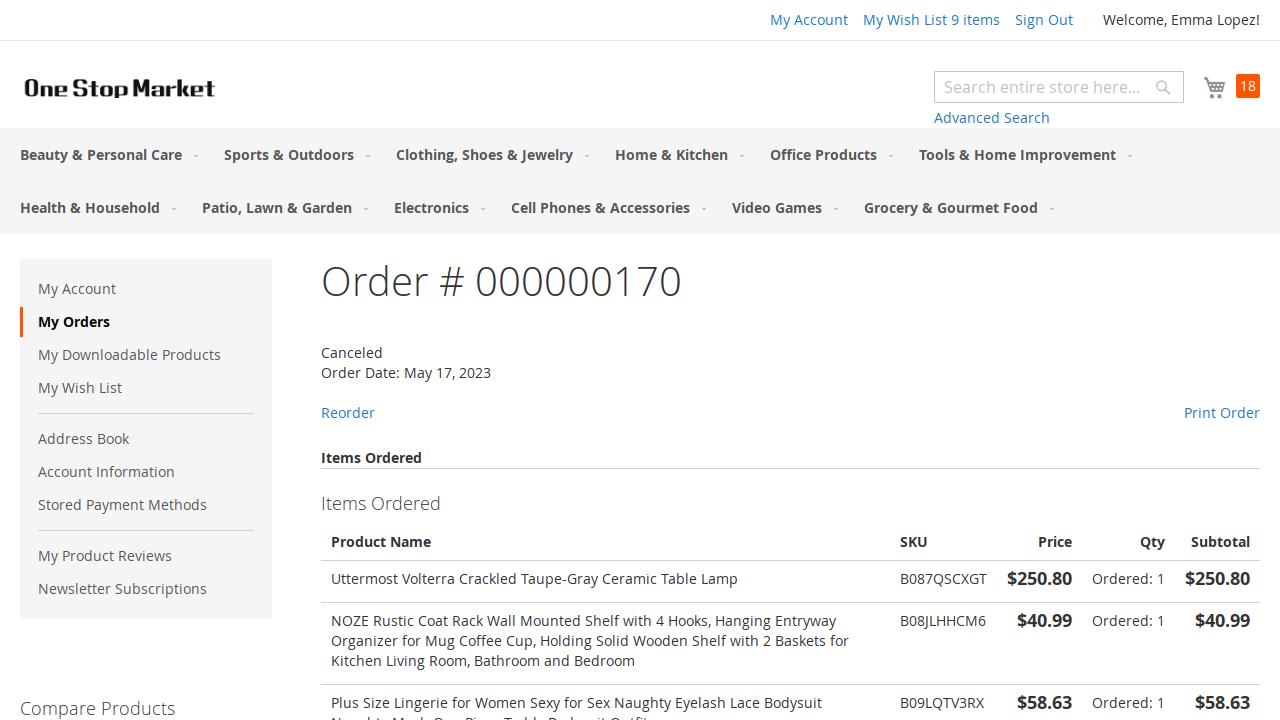 My Account My Wish List 9 items Sign Out Welcome, Emma Lopez!
One Stop Market
Search entire store here...
18
Advanced Search
Beauty & Personal Care Sports & Outdoors Clothing, Shoes & Jewelry Home & Kitchen Office Products Tools & Home Improvement
Health & Household Patio, Lawn & Garden Electronics Cell Phones & Accessories Video Games Grocery & Gourmet Food
My Account
My Orders
My Downloadable Products
My Wish List
Address Book
Account Information
Stored Payment Methods
My Product Reviews
Newsletter Subscriptions
Compare Products
Order # 000000170
Canceled
Order Date: May 17, 2023
Reorder Print Order
Items Ordered
Items Ordered
Product Name SKU Price Qty Subtotal
Uttermost Volterra Crackled Taupe-Gray Ceramic Table Lamp B087QSCXGT $250.80 Ordered: 1 $250.80
NOZE Rustic Coat Rack Wall Mounted Shelf with 4 Hooks, Hanging Entryway B08JLHHCM6 $40.99 Ordered: 1 $40.99
Organizer for Mug Coffee Cup, Holding Solid Wooden Shelf with 2 Baskets for
Kitchen Living Room, Bathroom and Bedroom
Plus Size Lingerie for Women Sexy for Sex Naughty Eyelash Lace Bodysuit B09LQTV3RX $58.63 Ordered: 1 $58.63